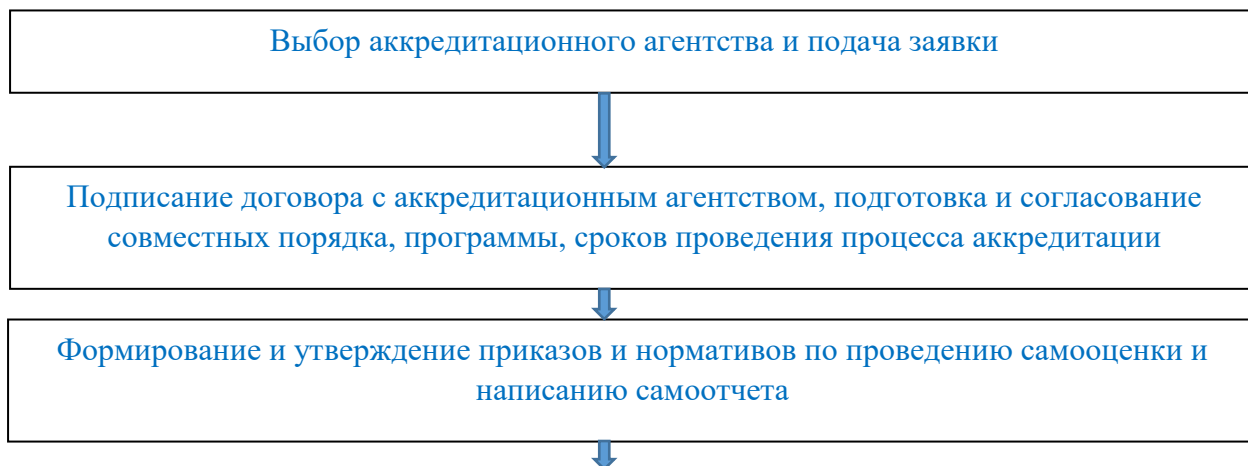 Выбор аккредитационного агентства и подача заявки
Подписание договора с аккредитационным агентством, подготовка и согласование
совместных порядка, программы, сроков проведения процесса аккредитации
Формирование и утверждение приказов и нормативов по проведению самооценки и
написанию самоотчета